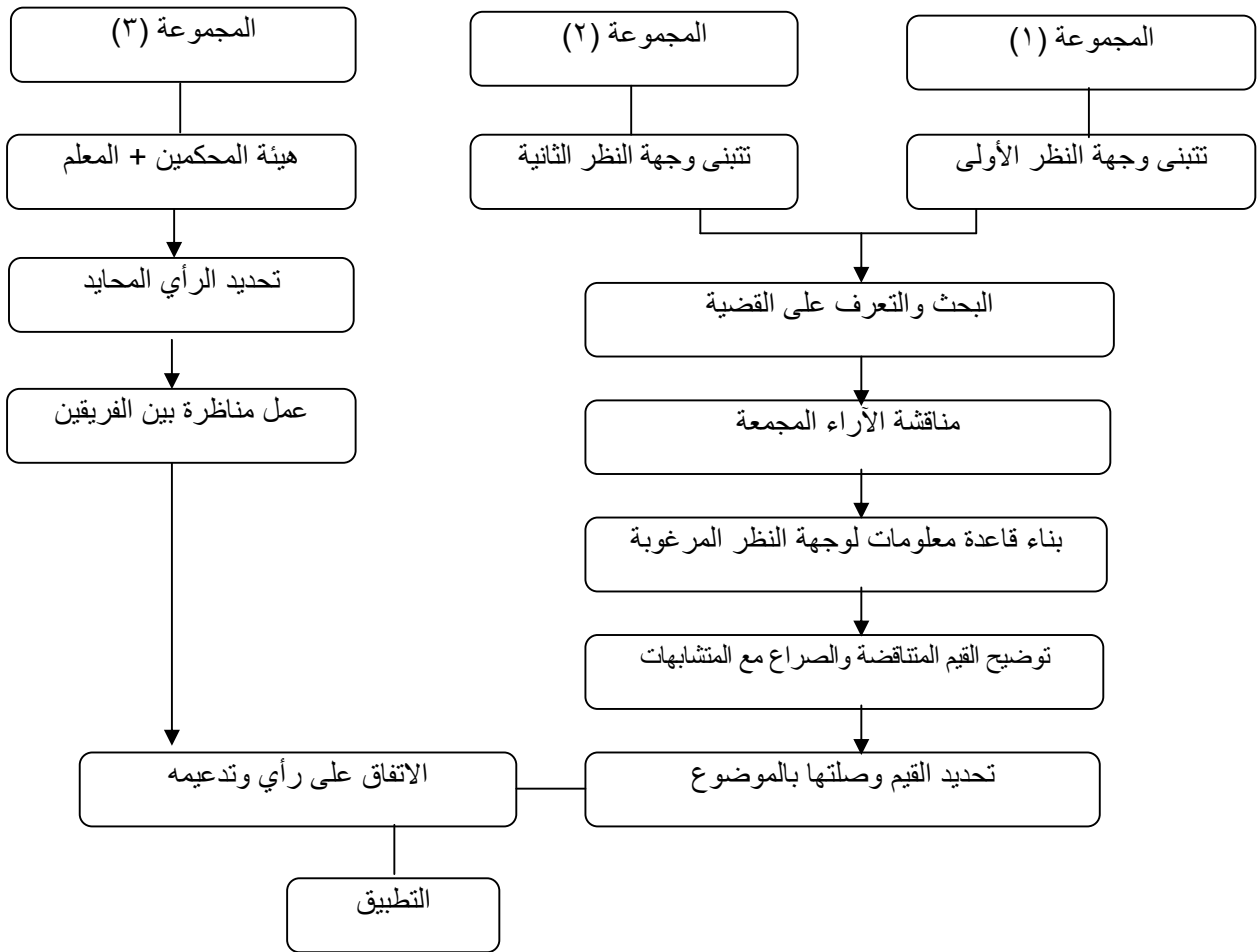 المجموعة (١)
المجموعة (٢)
المجموعة (٣)
تتبنى وجهة النظر الأولى
تتبنى وجهة النظر الثانية
هيئة المحكمين + المعلم
البحث والتعرف على القضية
تحديد الرأي المحايد
مناقشة الآراء المجمعة
عمل مناظرة بين الفريقين
بناء قاعدة معلومات لوجهة النظر المرغوبة
توضيح القيم المتناقضة والصراع مع المتشابهات
تحديد القيم وصلتها بالموضوع
الاتفاق على رأي وتدعيمه
التطبيق